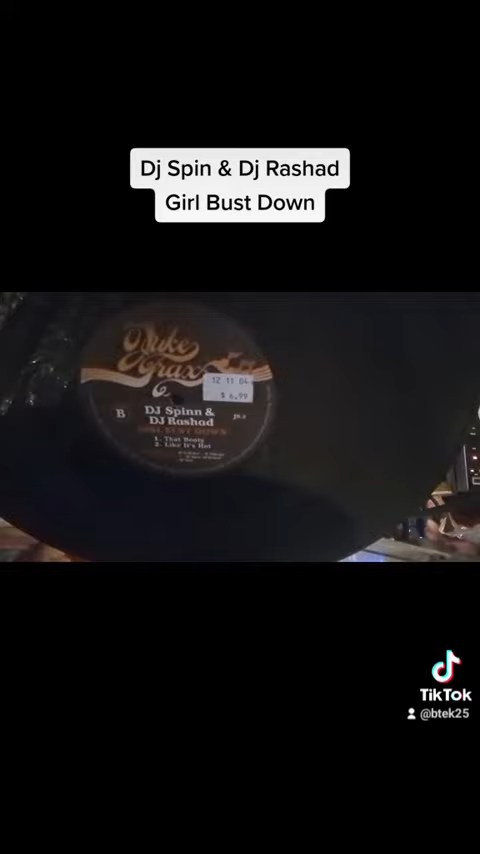 Dj Spin & Dj Rashad
Girl Bust Down
Juke
Trax
12 11 04
$ 6.99
B
DJ Spinn &
DJ Rashad
GIRL BUST DOWN
1. That Booty
2. Like It's Hot
TikTok
@btek25